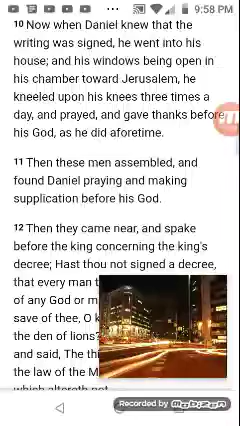 9:58 PM
10 Now when Daniel knew that the
writing was signed, he went into his
house; and his windows being open in
his chamber toward Jerusalem, he
kneeled upon his knees three times a
day, and prayed, and gave thanks before
his God, as he did aforetime.
11 Then these men assembled, and
found Daniel praying and making
supplication before his God.
12 Then they came near, and spake
before the king concerning the king's
decree; Hast thou not signed a decree,
that every man t
of any God or m
save of thee, O k
the den of lions?
and said, The thi
the law of the M
which altereth not
Recorded by Mobizen